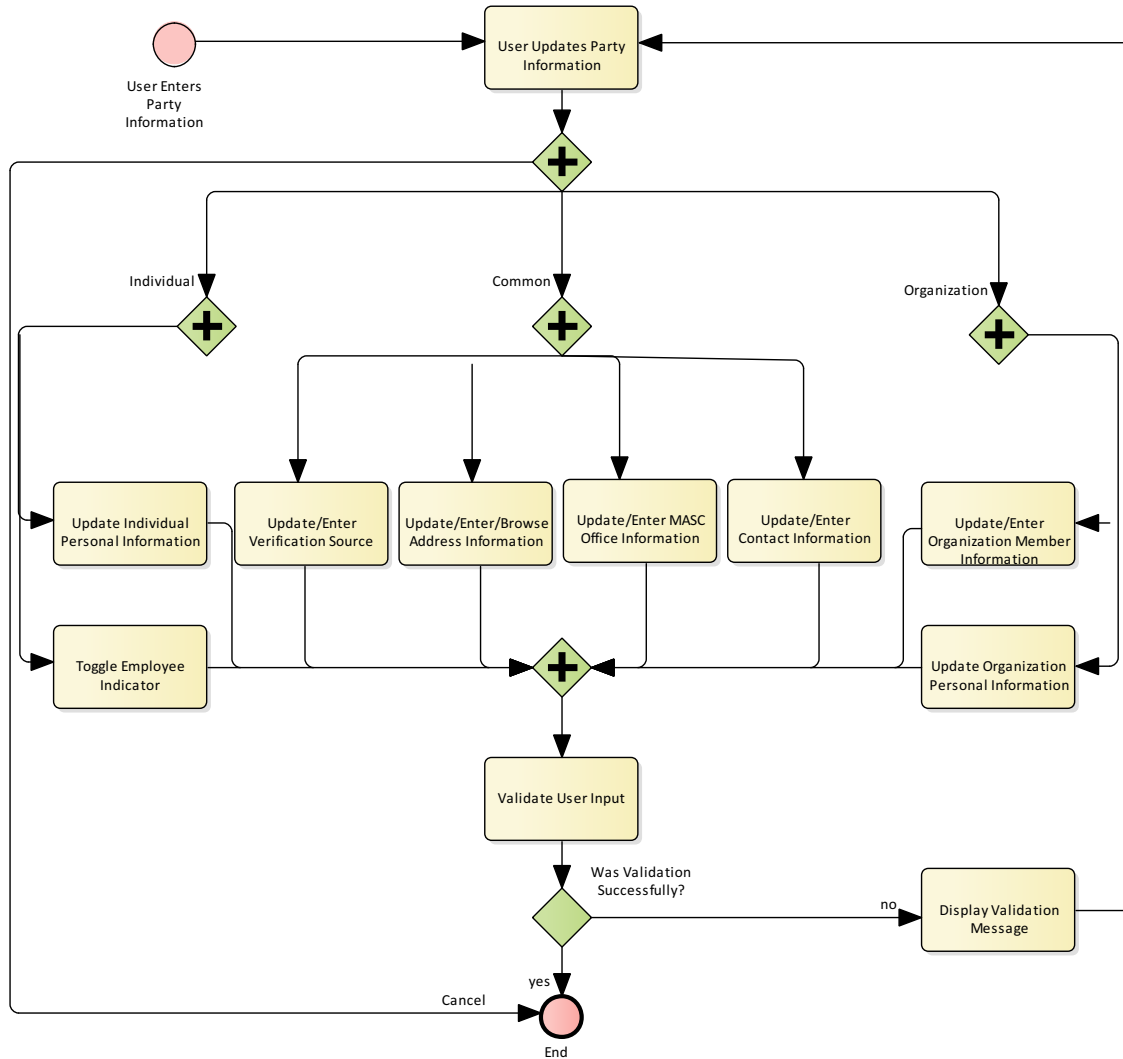 User Updates Party
Information
User Enters
Party
Information
Individual
Common
Organization
Update Individual
Personal Information
Update/Enter
Verification Source
Update/Enter/Browse
Address Information
Update/Enter MASC
Office Information
Update/Enter
Contact Information
Update/Enter
Organization Member
Information
Toggle Employee
Indicator
Update Organization
Personal Information
Validate User Input
Was Validation
Successfully?
no
Display Validation
Message
yes
Cancel
End